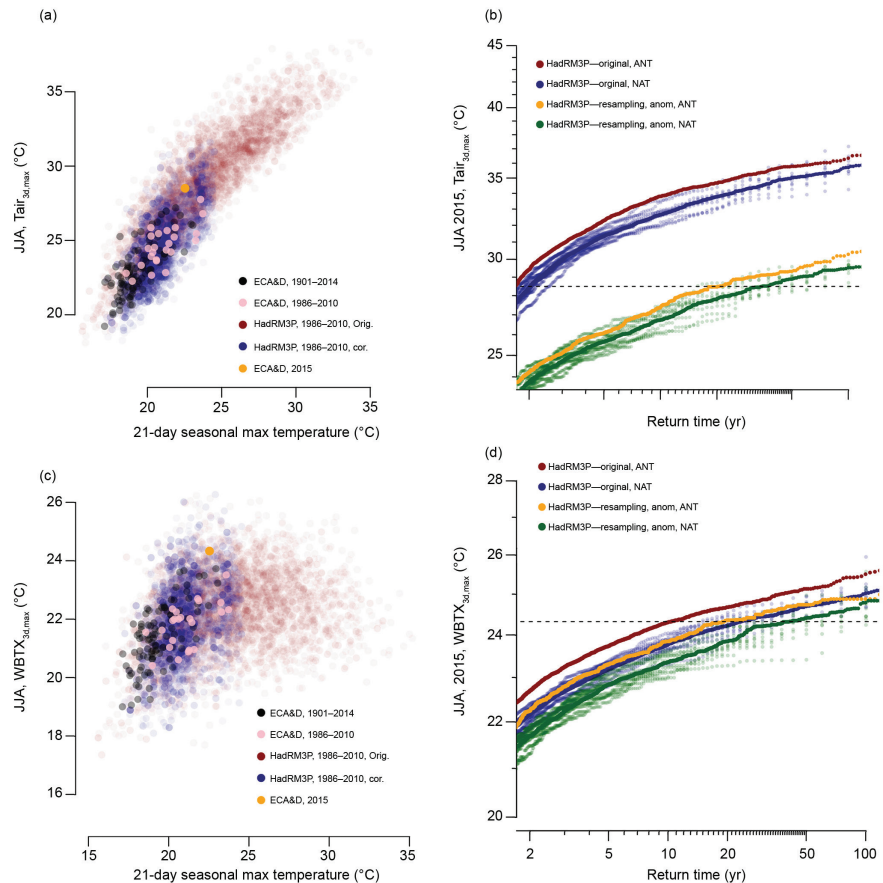 (a)
JJA, Tair3d,max (°C)
35
30
25
22
20
20
25
30
35
21-day seasonal max temperature (°C)
ECA&D, 1901–2014
ECA&D, 1986–2010
HadRM3P, 1986–2010, Orig.
HadRM3P, 1986–2010, cor.
ECA&D, 2015
(b)
JJA 2015, Tair3d,max (°C)
45
40
35
30
25
HadRM3P—original, ANT
HadRM3P—orginal, NAT
HadRM3P—resampling, anom, ANT
HadRM3P—resampling, anom, NAT
Return time (yr)
(c)
JJA, WBTX3d,max (°C)
26
24
22
20
19
18
16
15
20
25
30
35
21-day seasonal max temperature (°C)
ECA&D, 1901–2014
ECA&D, 1986–2010
HadRM3P, 1986–2010, Orig.
HadRM3P, 1986–2010, cor.
ECA&D, 2015
(d)
JJA, 2015, WBTX3d,max (°C)
28
26
24
22
20
HadRM3P—original, ANT
HadRM3P—orginal, NAT
HadRM3P—resampling, anom, ANT
HadRM3P—resampling, anom, NAT
2
5
10
20
50
100
Return time (yr)